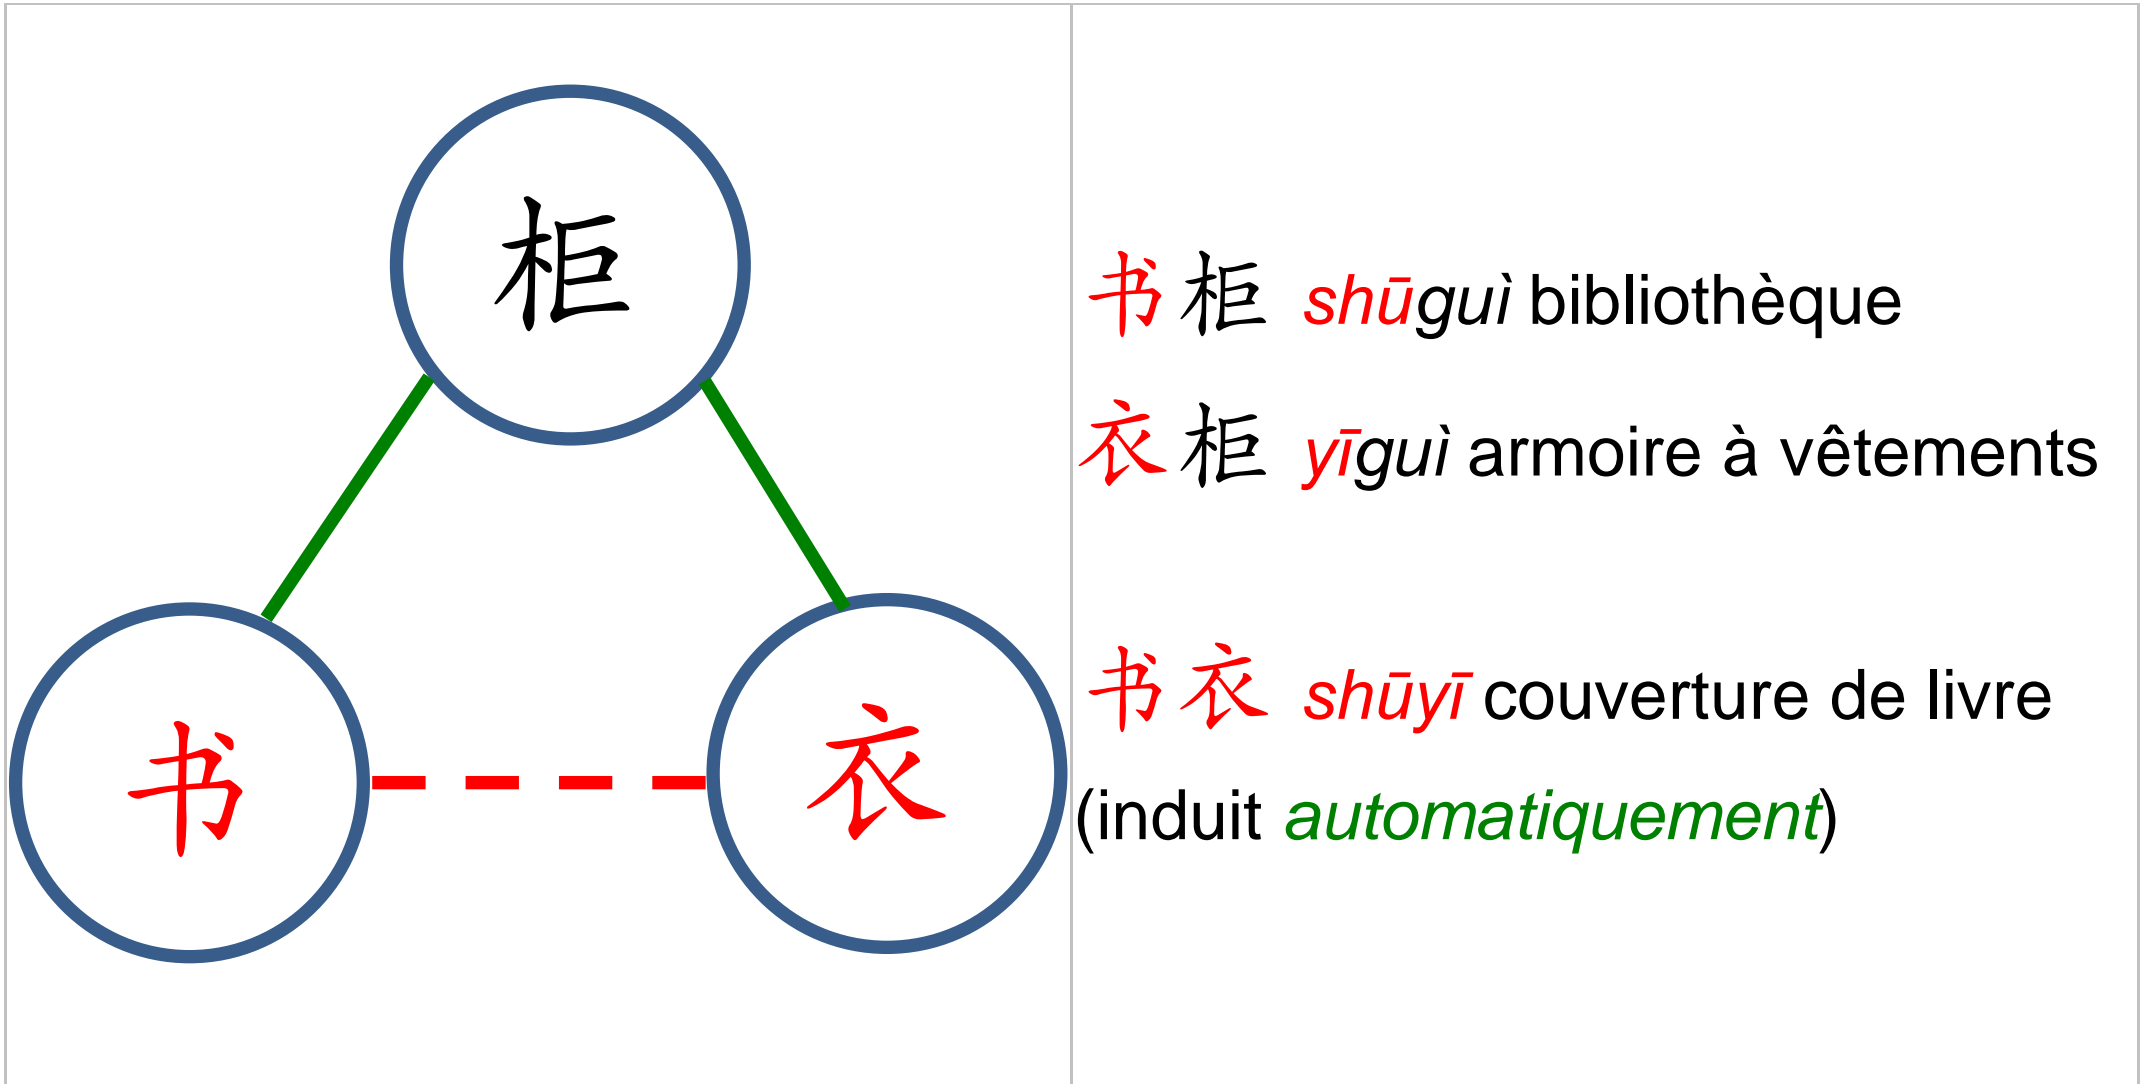 柜
书
衣
书柜 shūguì bibliothèque
衣柜 yīguì armoire à vêtements
书衣 shūyī couverture de livre
(induit automatiquement)